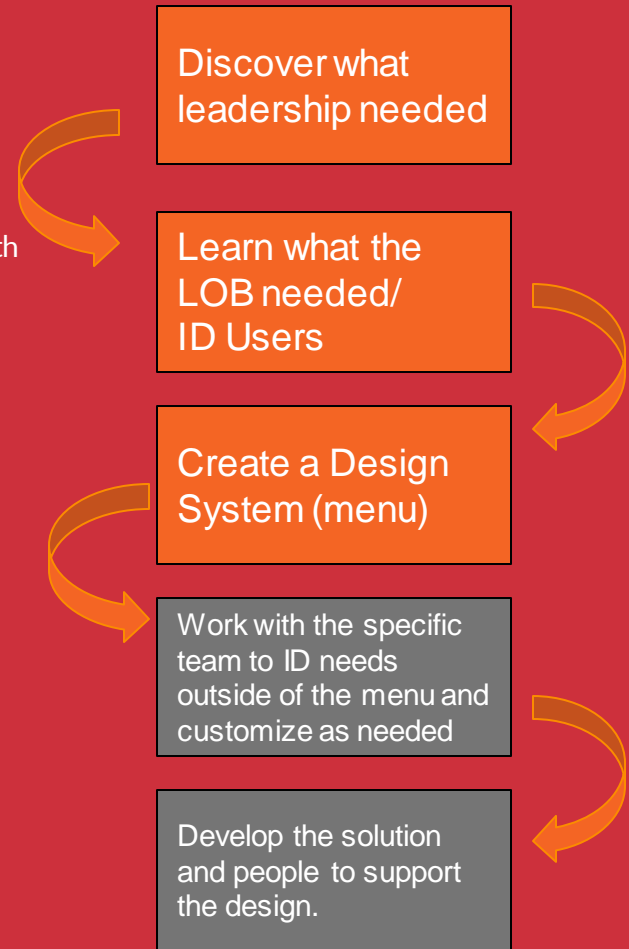 Discover what
leadership needed
th
Learn what the
LOB needed/
ID Users
Create a Design
System (menu)
Work with the specific
team to ID needs
outside of the menu and
customize as needed
Develop the solution
and people to support
the design.